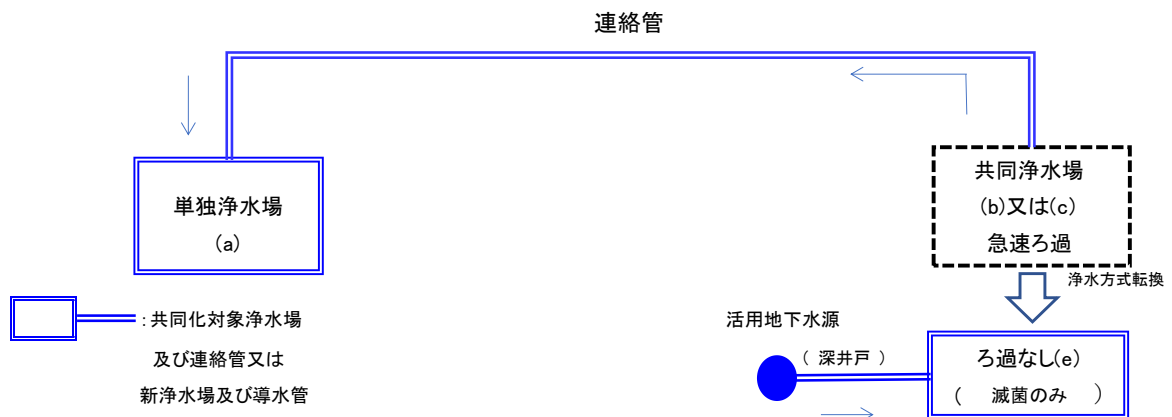 連絡管
単独浄水場
(a)
共同浄水場
(b)又は(c)
急速ろ過
浄水方式転換
:共同化対象浄水場
及び連絡管又は
新浄水場及び導水管
活用地下水源
( 深井戸 )
ろ過なし(e)
( 滅菌のみ )